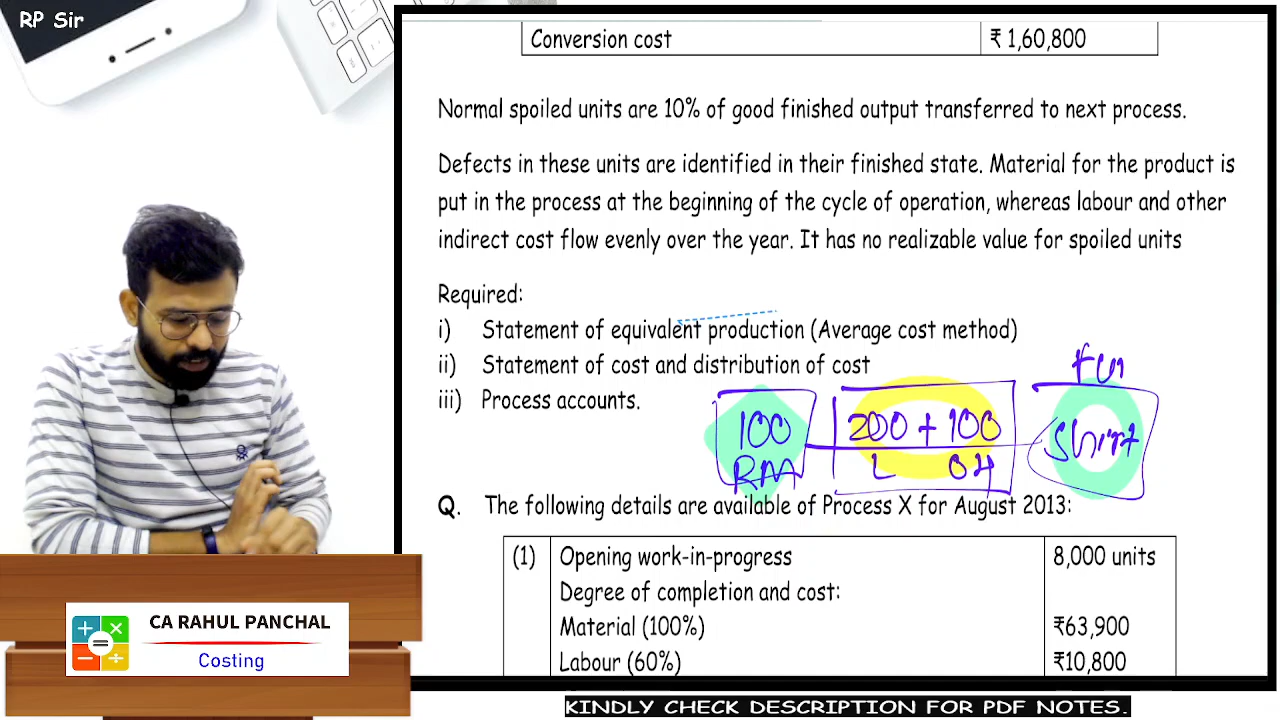 RP Sir
Conversion cost ₹ 1,60,800
Normal spoiled units are 10% of good finished output transferred to next process.
Defects in these units are identified in their finished state. Material for the product is
put in the process at the beginning of the cycle of operation, whereas labour and other
indirect cost flow evenly over the year. It has no realizable value for spoiled units
Required:
i) Statement of equivalent production (Average cost method)
ii) Statement of cost and distribution of cost
iii) Process accounts.
100 200 + 100 Shirt
RM L OH
Q. The following details are available of Process X for August 2013:
(1) Opening work-in-progress 8,000 units
Degree of completion and cost:
Material (100%) ₹63,900
Labour (60%) ₹10,800
CA RAHUL PANCHAL
Costing
KINDLY CHECK DESCRIPTION FOR PDF NOTES.